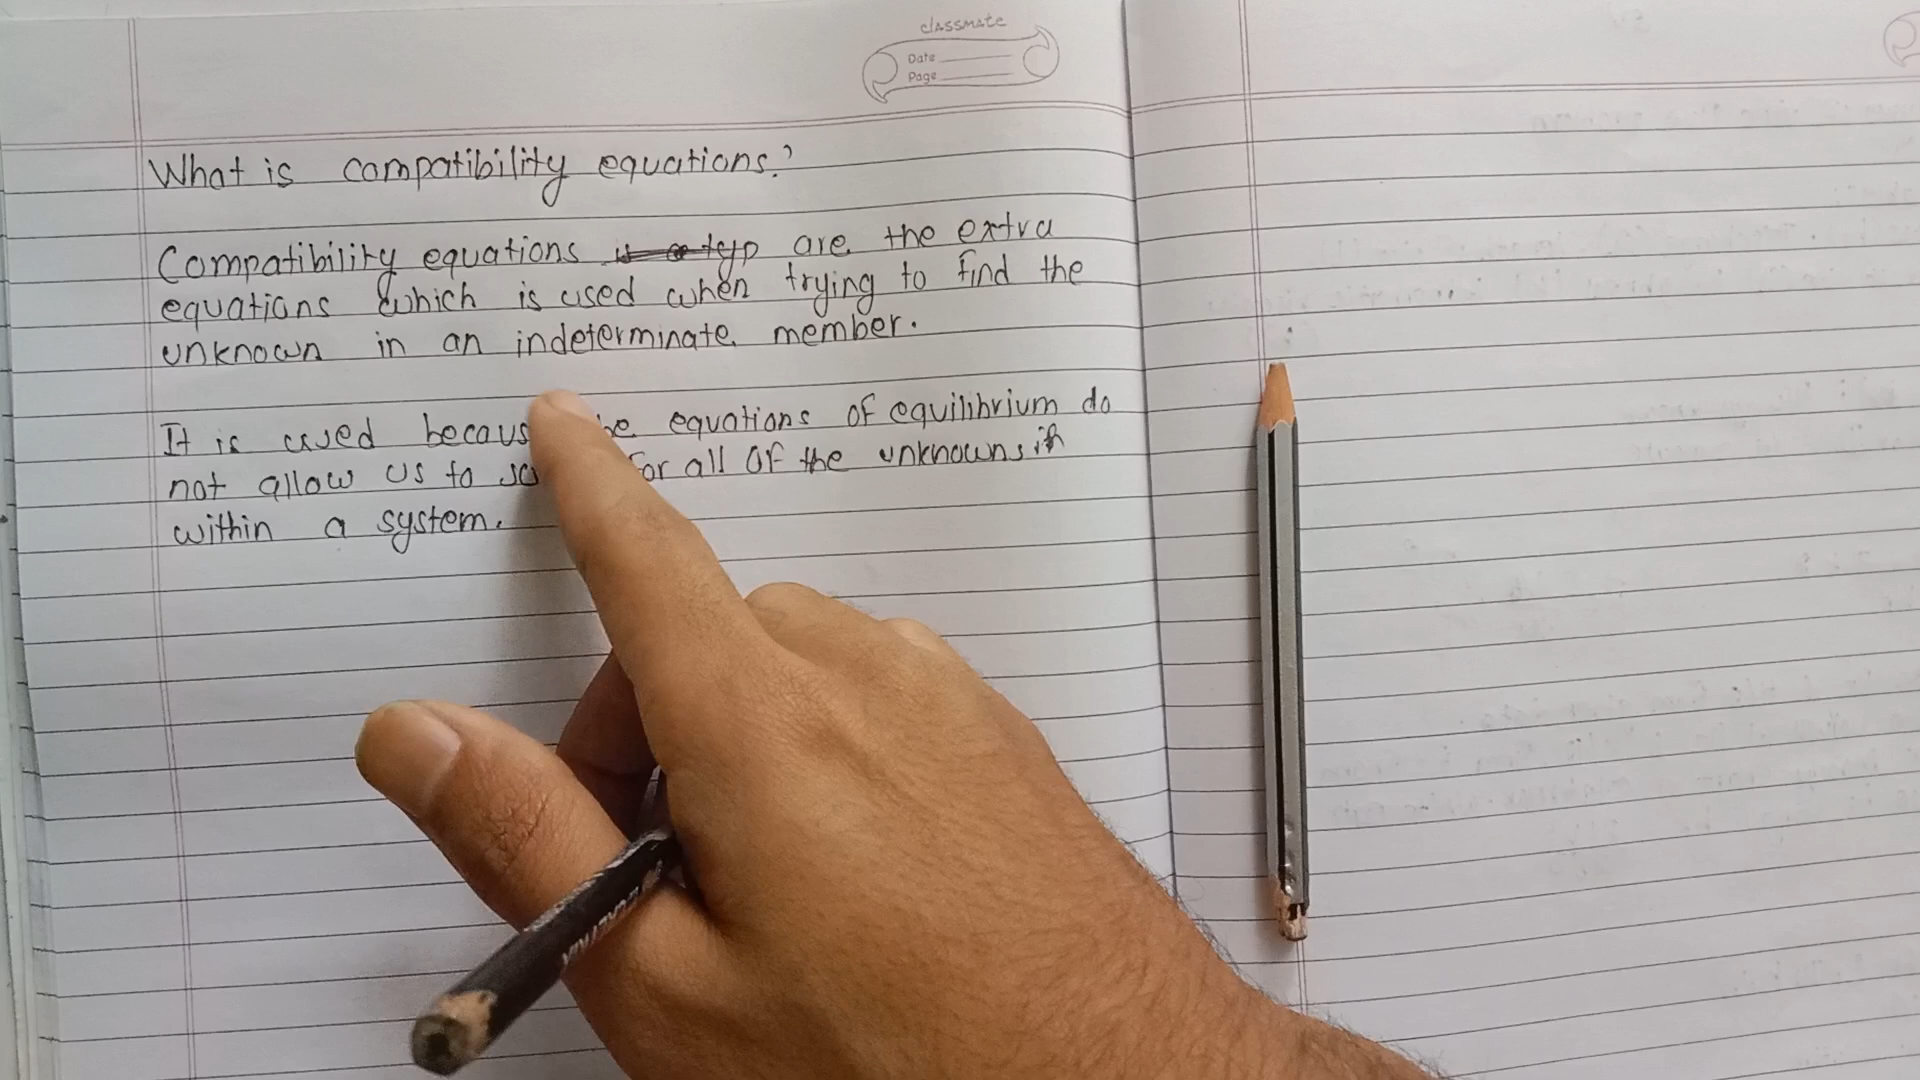 classmate
Date
Page
What is compatibility equations?
Compatibility equations are the extra
equations which is used when trying to find the
unknown in an indeterminate member.
It is used equations of equilibrium do
not allow us to for all of the unknowns
within a system.